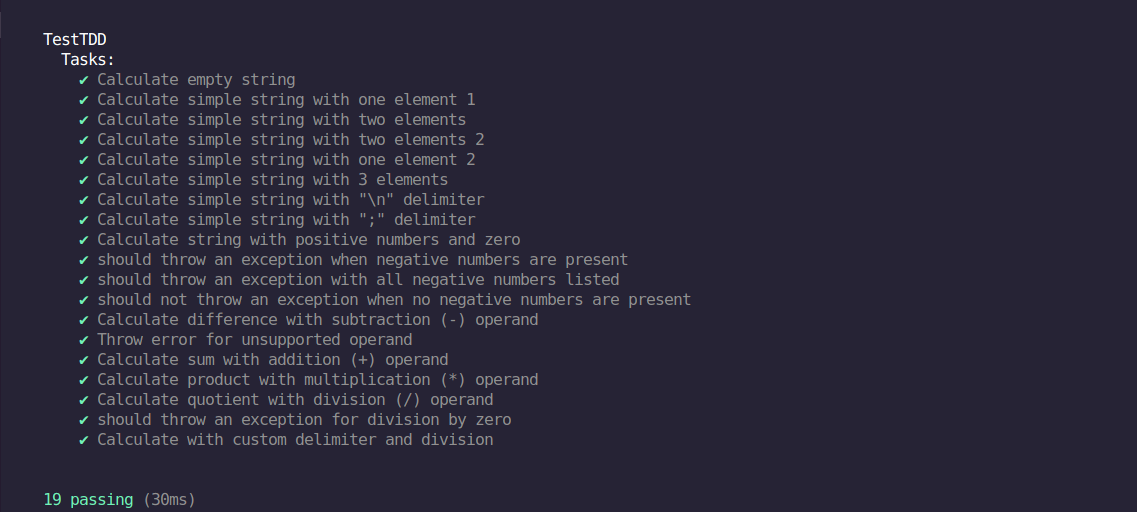 TestTDD
Tasks:
✔ Calculate empty string
✔ Calculate simple string with one element 1
✔ Calculate simple string with two elements
✔ Calculate simple string with two elements 2
✔ Calculate simple string with one element 2
✔ Calculate simple string with 3 elements
✔ Calculate simple string with "\n" delimiter
✔ Calculate simple string with ";" delimiter
✔ Calculate string with positive numbers and zero
✔ should throw an exception when negative numbers are present
✔ should throw an exception with all negative numbers listed
✔ should not throw an exception when no negative numbers are present
✔ Calculate difference with subtraction (-) operand
✔ Throw error for unsupported operand
✔ Calculate sum with addition (+) operand
✔ Calculate product with multiplication (*) operand
✔ Calculate quotient with division (/) operand
✔ should throw an exception for division by zero
✔ Calculate with custom delimiter and division
19 passing (30ms)